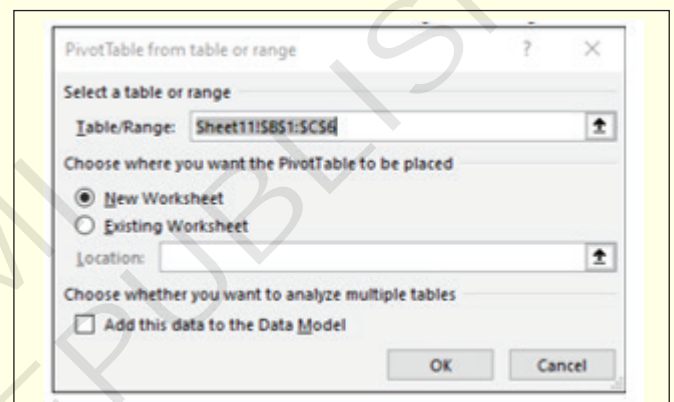 PivotTable from table or range ? ×
Select a table or range
Table/Range: Sheet11!$B$1:$C$6
Choose where you want the PivotTable to be placed
New Worksheet
Existing Worksheet
Location:
Choose whether you want to analyze multiple tables
Add this data to the Data Model
OK Cancel